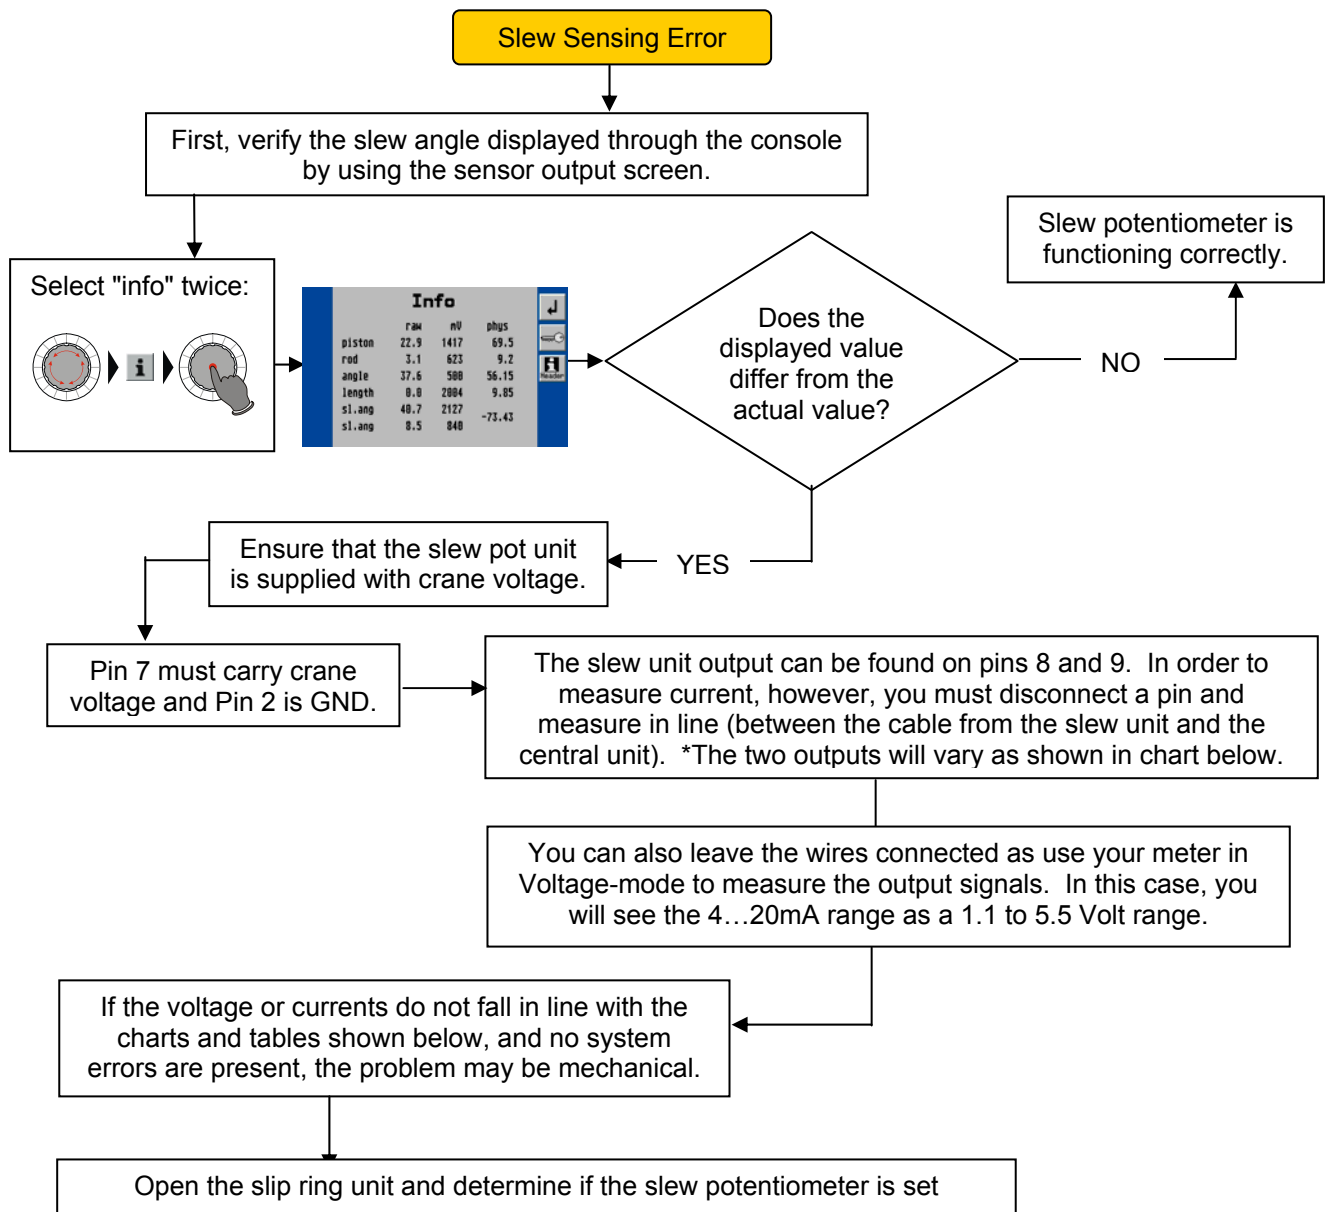 Slew Sensing Error
First, verify the slew angle displayed through the console
by using the sensor output screen.
Slew potentiometer is
functioning correctly.
Select "info" twice:
i
Info
raw mV phys
piston 22.9 1417 69.5
rod 3.1 623 9.2
angle 37.6 500 56.15
length 0.0 2004 9.85
sl.ang 40.7 2127
-73.43
sl.ang 8.5 840
Header
Does the
displayed value
differ from the
actual value?
NO
YES
Ensure that the slew pot unit
is supplied with crane voltage.
Pin 7 must carry crane
voltage and Pin 2 is GND.
The slew unit output can be found on pins 8 and 9. In order to
measure current, however, you must disconnect a pin and
measure in line (between the cable from the slew unit and the
central unit). *The two outputs will vary as shown in chart below.
You can also leave the wires connected as use your meter in
Voltage-mode to measure the output signals. In this case, you
will see the 4…20mA range as a 1.1 to 5.5 Volt range.
If the voltage or currents do not fall in line with the
charts and tables shown below, and no system
errors are present, the problem may be mechanical.
Open the slip ring unit and determine if the slew potentiometer is set